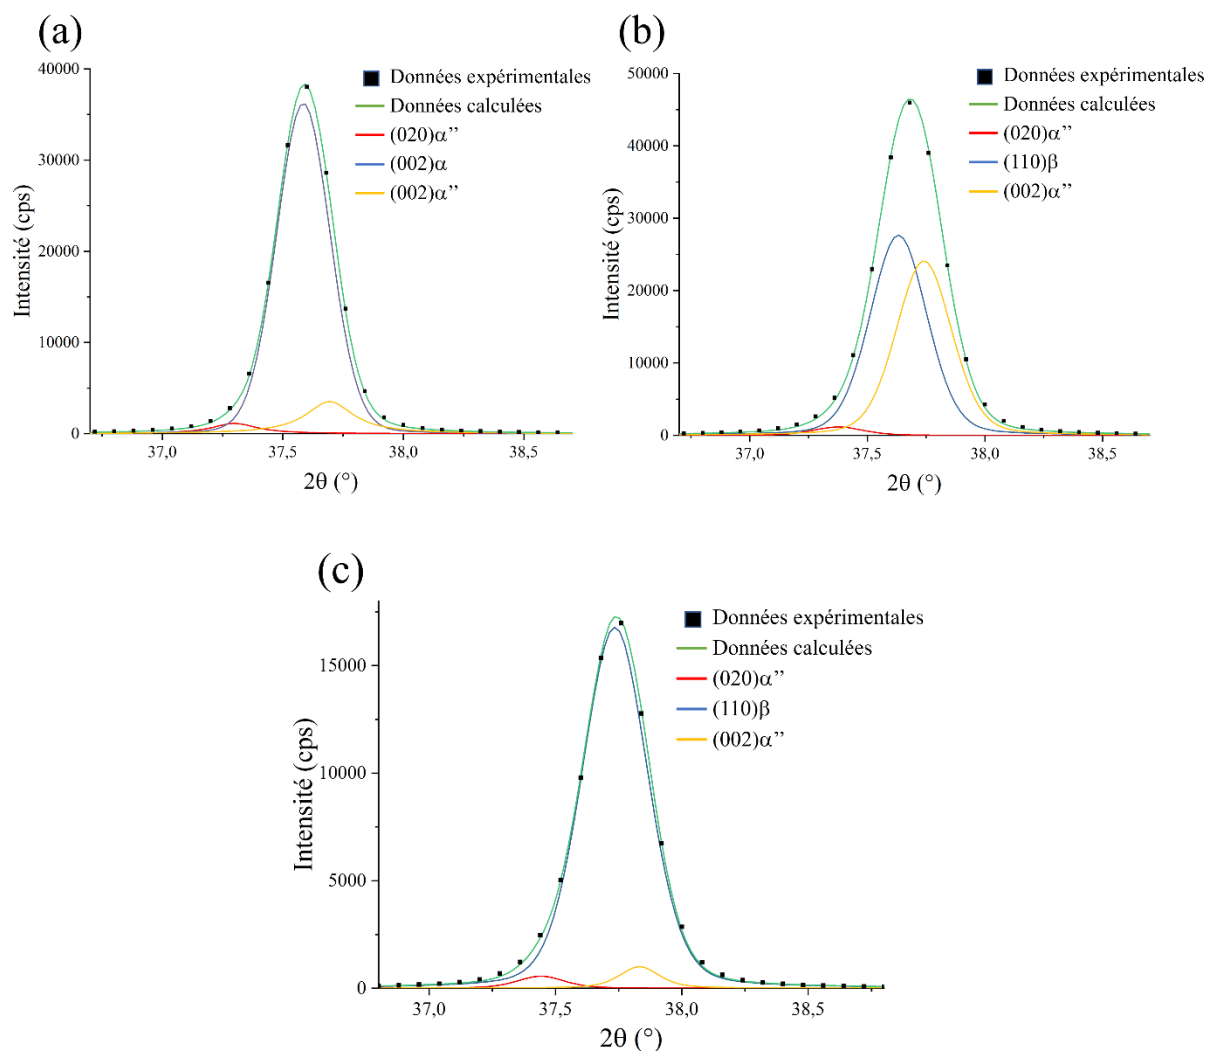 (a)
40000
30000
20000
10000
0
Intensité (cps)
Données expérimentales
Données calculées
(020)α’’
(002)α
(002)α’’
37,0
37,5
38,0
38,5
2θ (°)
(b)
50000
40000
30000
20000
10000
0
Intensité (cps)
Données expérimentales
Données calculées
(020)α’’
(110)β
(002)α’’
37,0
37,5
38,0
38,5
2θ (°)
(c)
15000
10000
5000
0
Intensité (cps)
Données expérimentales
Données calculées
(020)α’’
(110)β
(002)α’’
37,0
37,5
38,0
38,5
2θ (°)